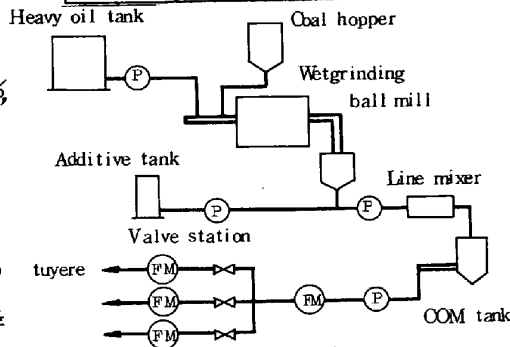 Heavy oil tank
Coal hopper
P
Wetgrinding
ball mill
Additive tank
P
P
Line mixer
Valve station
tuyere
FM
FM
FM
FM
P
COM tank